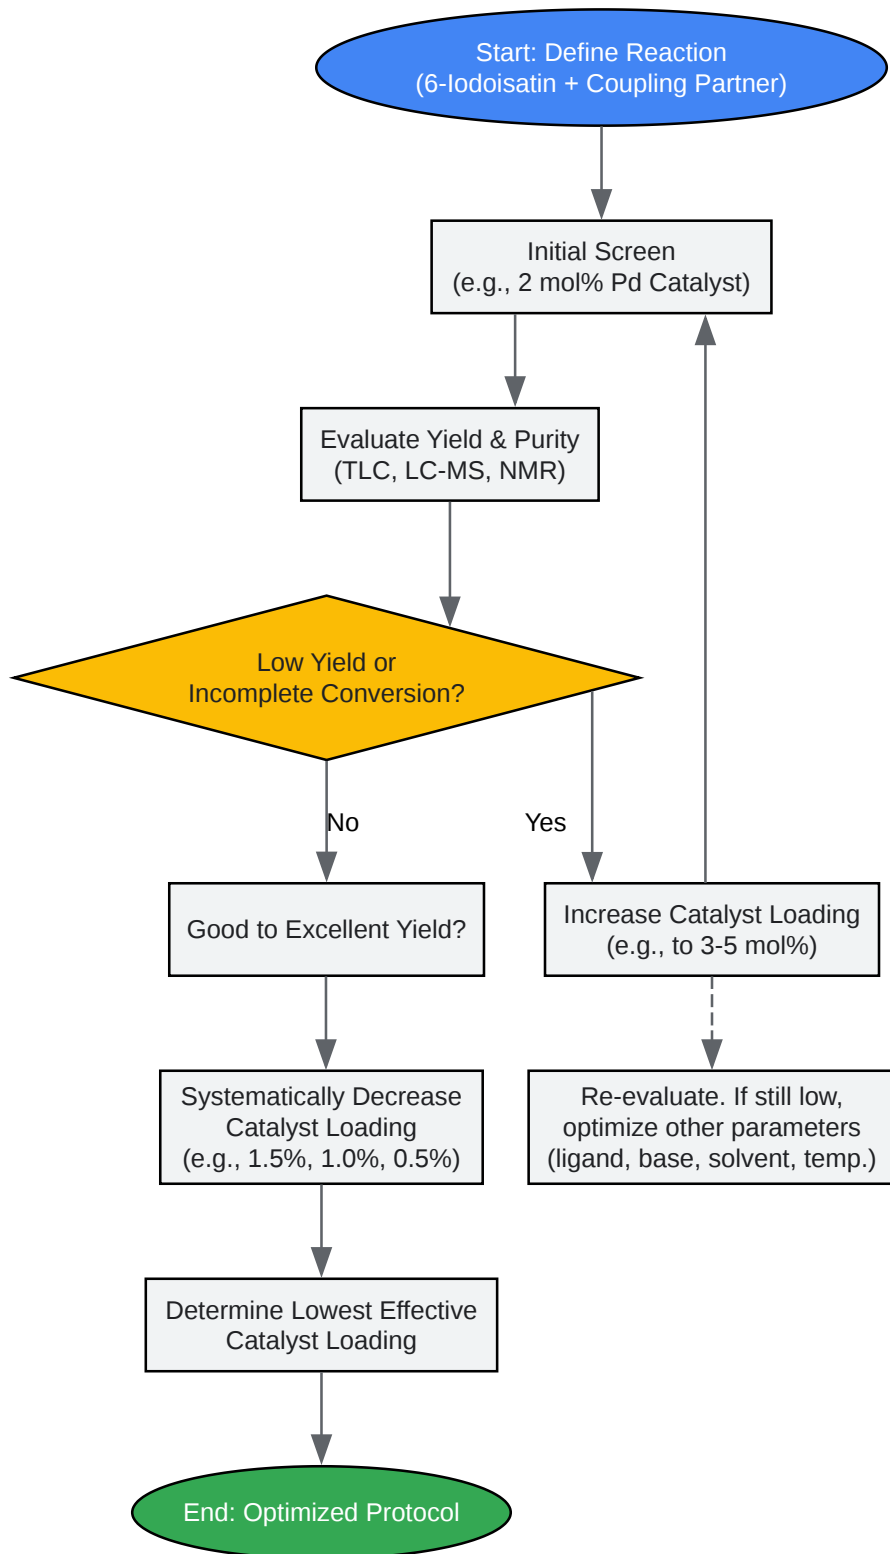 Start: Define Reaction
(6-Iodoisatin + Coupling Partner)
Initial Screen
(e.g., 2 mol% Pd Catalyst)
Evaluate Yield & Purity
(TLC, LC-MS, NMR)
Low Yield or
Incomplete Conversion?
No
Yes
Good to Excellent Yield?
Increase Catalyst Loading
(e.g., to 3-5 mol%)
Systematically Decrease
Catalyst Loading
(e.g., 1.5%, 1.0%, 0.5%)
Re-evaluate. If still low,
optimize other parameters
(ligand, base, solvent, temp.)
Determine Lowest Effective
Catalyst Loading
End: Optimized Protocol